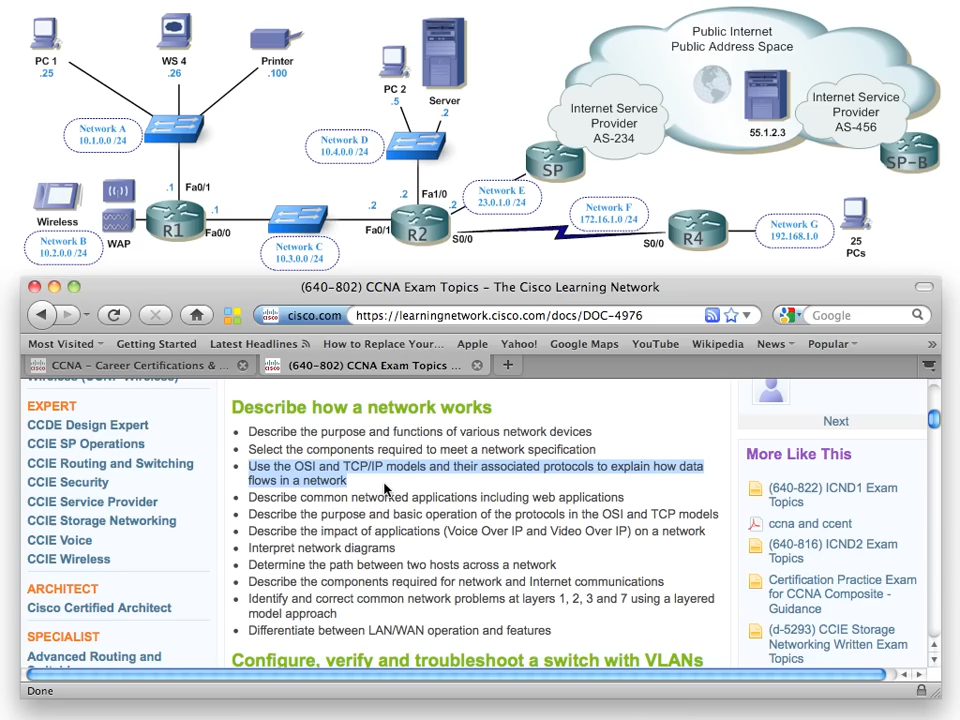 PC 1
.25
WS 4
.26
Printer
.100
PC 2
.5
Server
.2
Public Internet
Public Address Space
Internet Service
Provider
AS-234
55.1.2.3
Internet Service
Provider
AS-456
Network A
10.1.0.0 /24
Network D
10.4.0.0 /24
SP
SP-B
.1 Fa0/1
.2 Fa1/0
Network E
23.0.1.0 /24
Wireless
WAP
Network B
10.2.0.0 /24
R1
.1
Fa0/0
Network C
10.3.0.0 /24
.2
Fa0/1
R2
.2
S0/0
Network F
172.16.1.0 /24
S0/0
R4
Network G
192.168.1.0
25
PCs
(640-802) CCNA Exam Topics – The Cisco Learning Network
cisco.com https://learningnetwork.cisco.com/docs/DOC-4976
Google
Most Visited Getting Started Latest Headlines How to Replace Your... Apple Yahoo! Google Maps YouTube Wikipedia News Popular »
CCNA – Career Certifications & ...
(640-802) CCNA Exam Topics ...
Wireless (CCNP Wireless)
EXPERT
CCDE Design Expert
CCIE SP Operations
CCIE Routing and Switching
CCIE Security
CCIE Service Provider
CCIE Storage Networking
CCIE Voice
CCIE Wireless
ARCHITECT
Cisco Certified Architect
SPECIALIST
Advanced Routing and
Describe how a network works
• Describe the purpose and functions of various network devices
• Select the components required to meet a network specification
• Use the OSI and TCP/IP models and their associated protocols to explain how data
flows in a network
• Describe common networked applications including web applications
• Describe the purpose and basic operation of the protocols in the OSI and TCP models
• Describe the impact of applications (Voice Over IP and Video Over IP) on a network
• Interpret network diagrams
• Determine the path between two hosts across a network
• Describe the components required for network and Internet communications
• Identify and correct common network problems at layers 1, 2, 3 and 7 using a layered
model approach
• Differentiate between LAN/WAN operation and features
Configure, verify and troubleshoot a switch with VLANs
Next
More Like This
(640-822) ICND1 Exam
Topics
ccna and ccent
(640-816) ICND2 Exam
Topics
Certification Practice Exam
for CCNA Composite -
Guidance
(d-5293) CCIE Storage
Networking Written Exam
Topics
Done